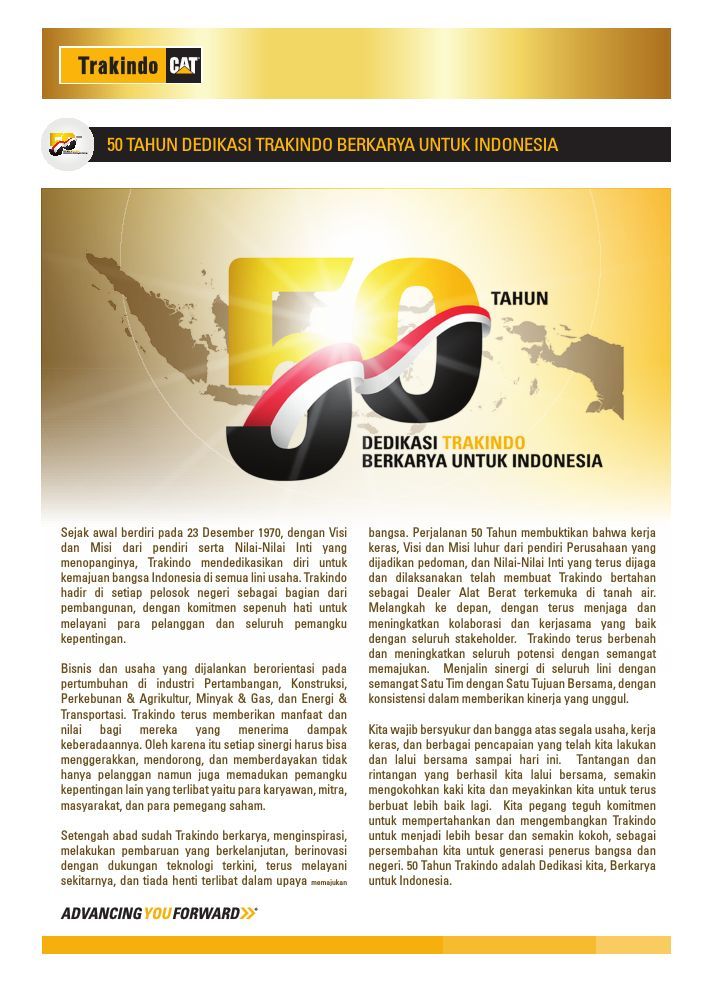 Trakindo CAT
50 TAHUN DEDIKASI TRAKINDO BERKARYA UNTUK INDONESIA
50 TAHUN
DEDIKASI TRAKINDO
BERKARYA UNTUK INDONESIA
Sejak awal berdiri pada 23 Desember 1970, dengan Visi
dan Misi dari pendiri serta Nilai-Nilai Inti yang
menopanginya, Trakindo mendedikasikan diri untuk
kemajuan bangsa Indonesia di semua lini usaha. Trakindo
hadir di setiap pelosok negeri sebagai bagian dari
pembangunan, dengan komitmen sepenuh hati untuk
melayani para pelanggan dan seluruh pemangku
kepentingan.
Bisnis dan usaha yang dijalankan berorientasi pada
pertumbuhan di industri Pertambangan, Konstruksi,
Perkebunan & Agrikultur, Minyak & Gas, dan Energi &
Transportasi. Trakindo terus memberikan manfaat dan
nilai bagi mereka yang menerima dampak
keberadaannya. Oleh karena itu setiap sinergi harus bisa
menggerakkan, mendorong, dan memberdayakan tidak
hanya pelanggan namun juga memadukan pemangku
kepentingan lain yang terlibat yaitu para karyawan, mitra,
masyarakat, dan para pemegang saham.
Setengah abad sudah Trakindo berkarya, menginspirasi,
melakukan pembaruan yang berkelanjutan, berinovasi
dengan dukungan teknologi terkini, terus melayani
sekitarnya, dan tiada henti terlibat dalam upaya memajukan
bangsa. Perjalanan 50 Tahun membuktikan bahwa kerja
keras, Visi dan Misi luhur dari pendiri Perusahaan yang
dijadikan pedoman, dan Nilai-Nilai Inti yang terus dijaga
dan dilaksanakan telah membuat Trakindo bertahan
sebagai Dealer Alat Berat terkemuka di tanah air.
Melangkah ke depan, dengan terus menjaga dan
meningkatkan kolaborasi dan kerjasama yang baik
dengan seluruh stakeholder. Trakindo terus berbenah
dan meningkatkan seluruh potensi dengan semangat
memajukan. Menjalin sinergi di seluruh lini dengan
semangat Satu Tim dengan Satu Tujuan Bersama, dengan
konsistensi dalam memberikan kinerja yang unggul.
Kita wajib bersyukur dan bangga atas segala usaha, kerja
keras, dan berbagai pencapaian yang telah kita lakukan
dan lalui bersama sampai hari ini. Tantangan dan
rintangan yang berhasil kita lalui bersama, semakin
mengokohkan kaki kita dan meyakinkan kita untuk terus
berbuat lebih baik lagi. Kita pegang teguh komitmen
untuk mempertahankan dan mengembangkan Trakindo
untuk menjadi lebih besar dan semakin kokoh, sebagai
persembahan kita untuk generasi penerus bangsa dan
negeri. 50 Tahun Trakindo adalah Dedikasi kita, Berkarya
untuk Indonesia.
ADVANCING YOU FORWARD